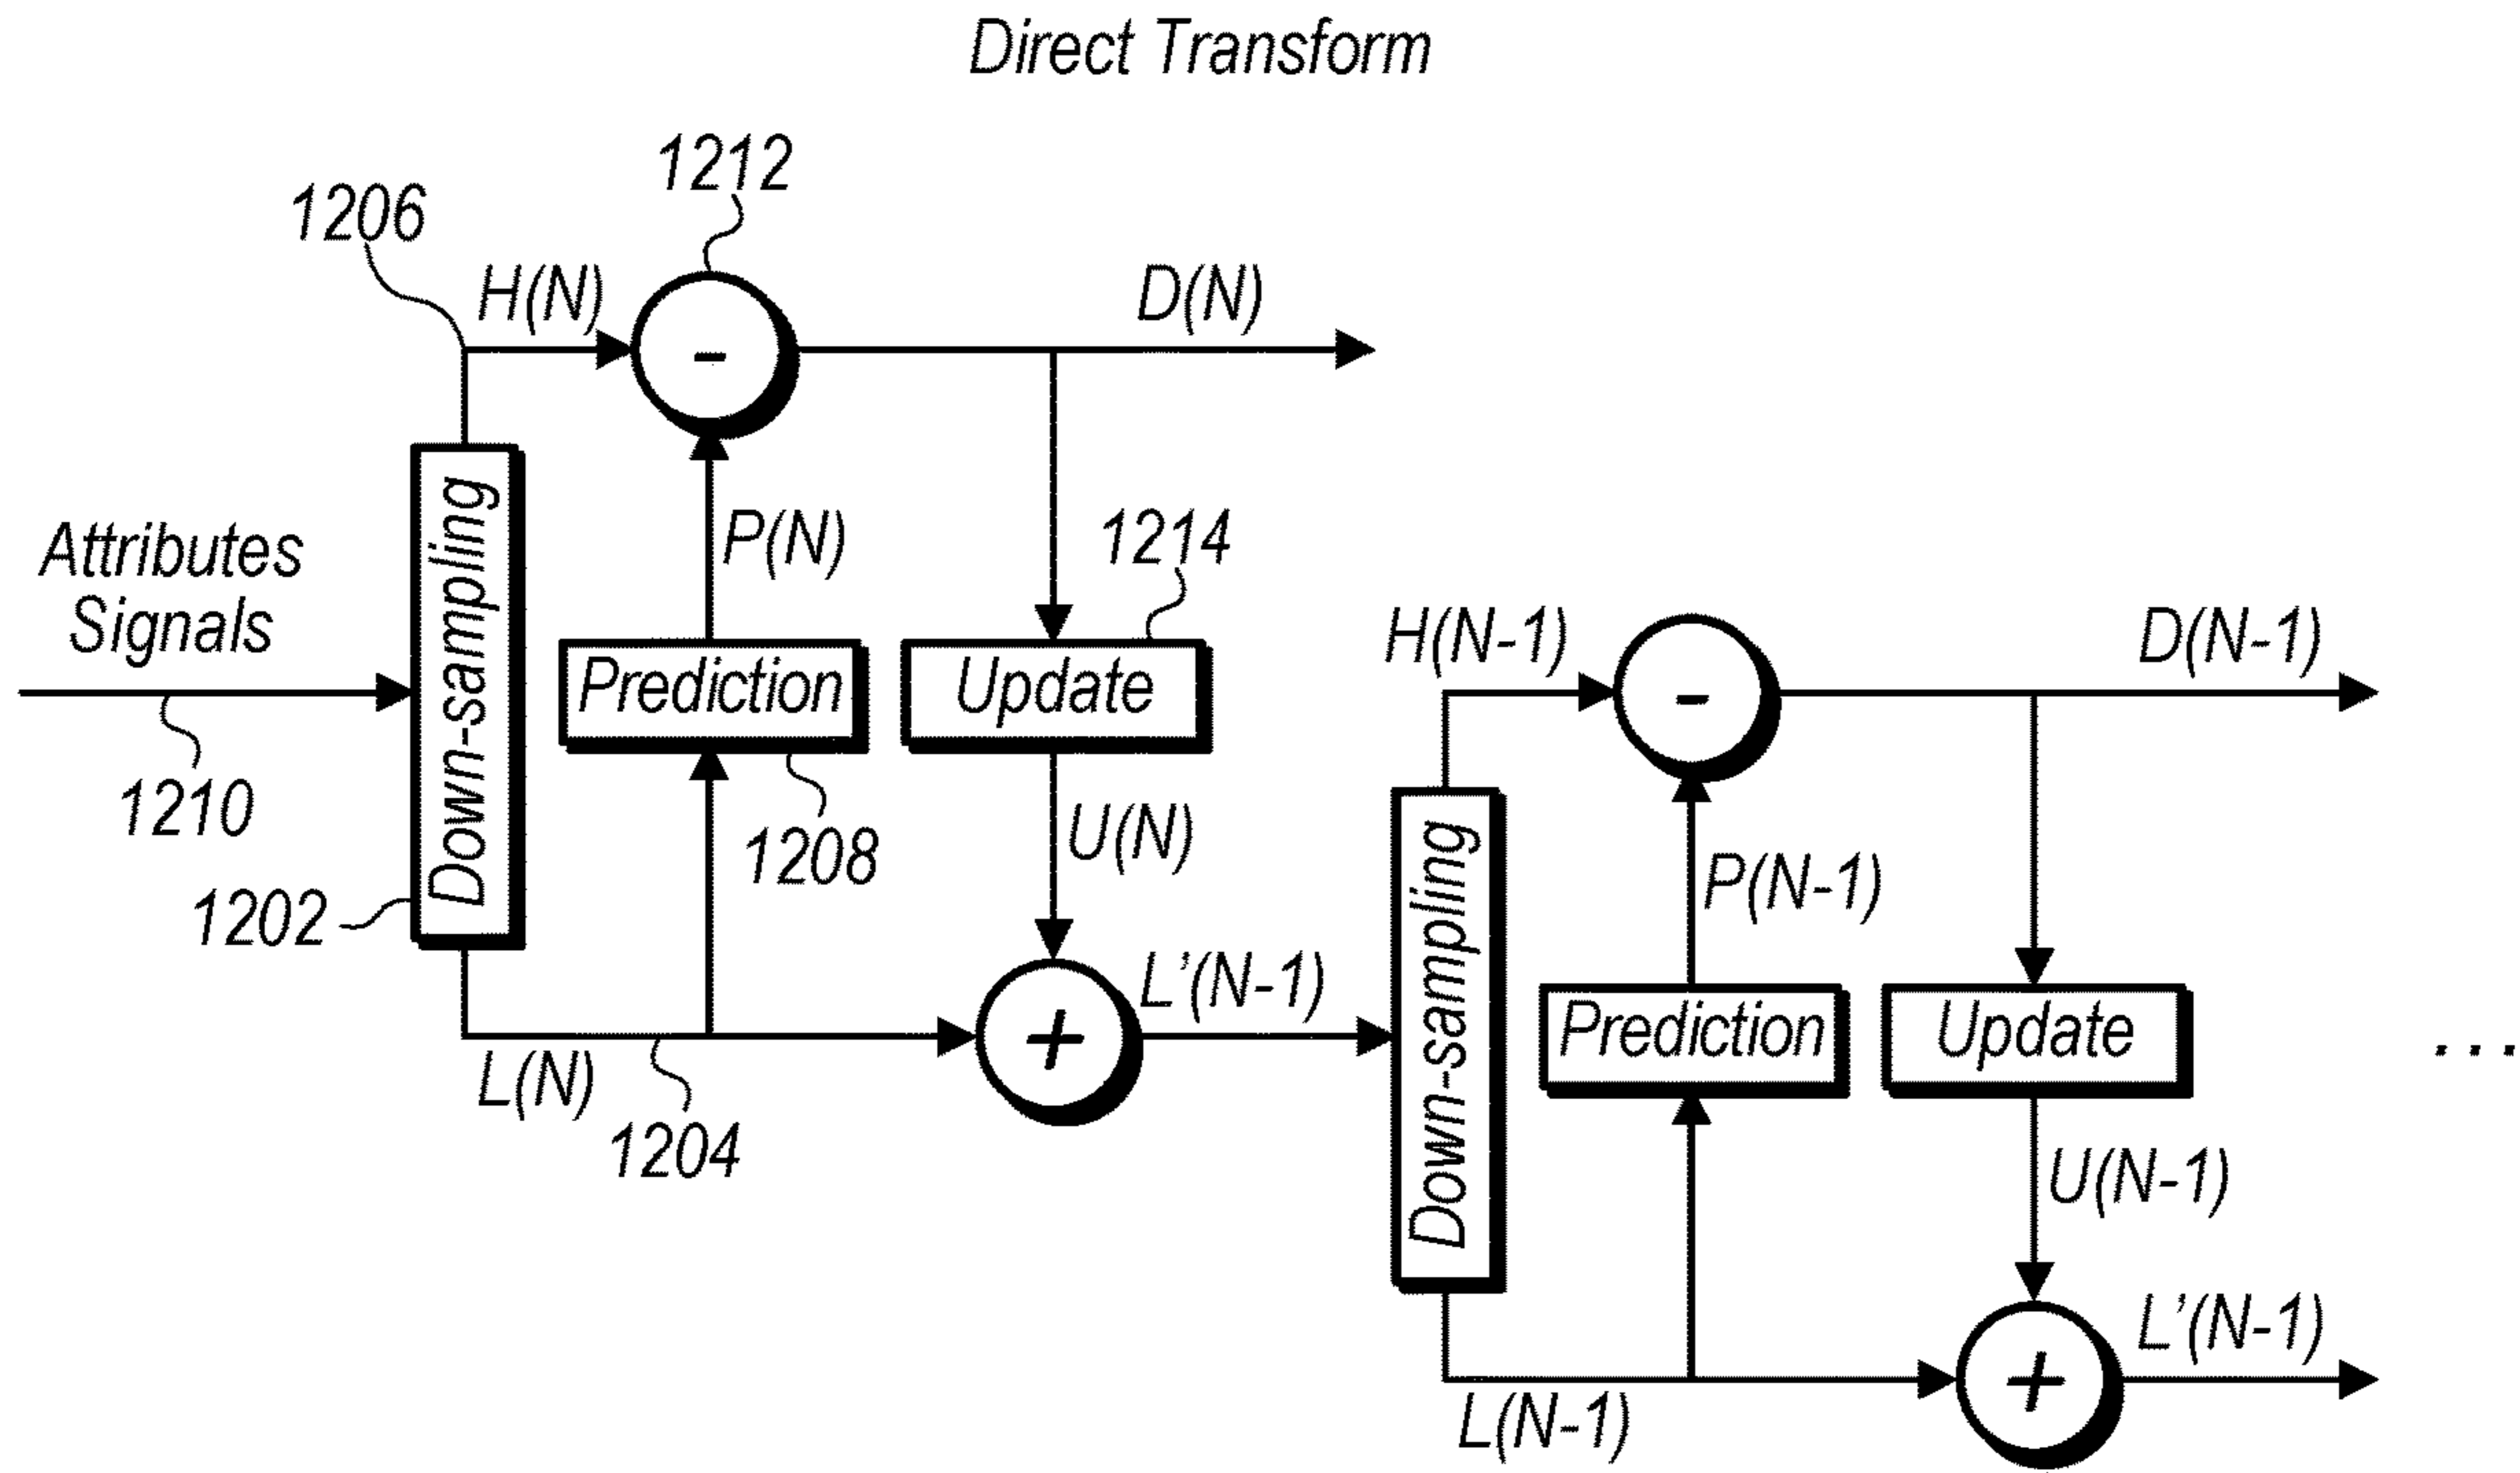 Direct Transform
1212
1206
H(N)
D(N)
-
Attributes
Signals
1210
Down-sampling
1202
P(N)
1214
Prediction
Update
1208
U(N)
L(N)
1204
+
L'(N-1)
H(N-1)
D(N-1)
-
Down-sampling
P(N-1)
Prediction
Update
...
U(N-1)
L(N-1)
+
L'(N-1)